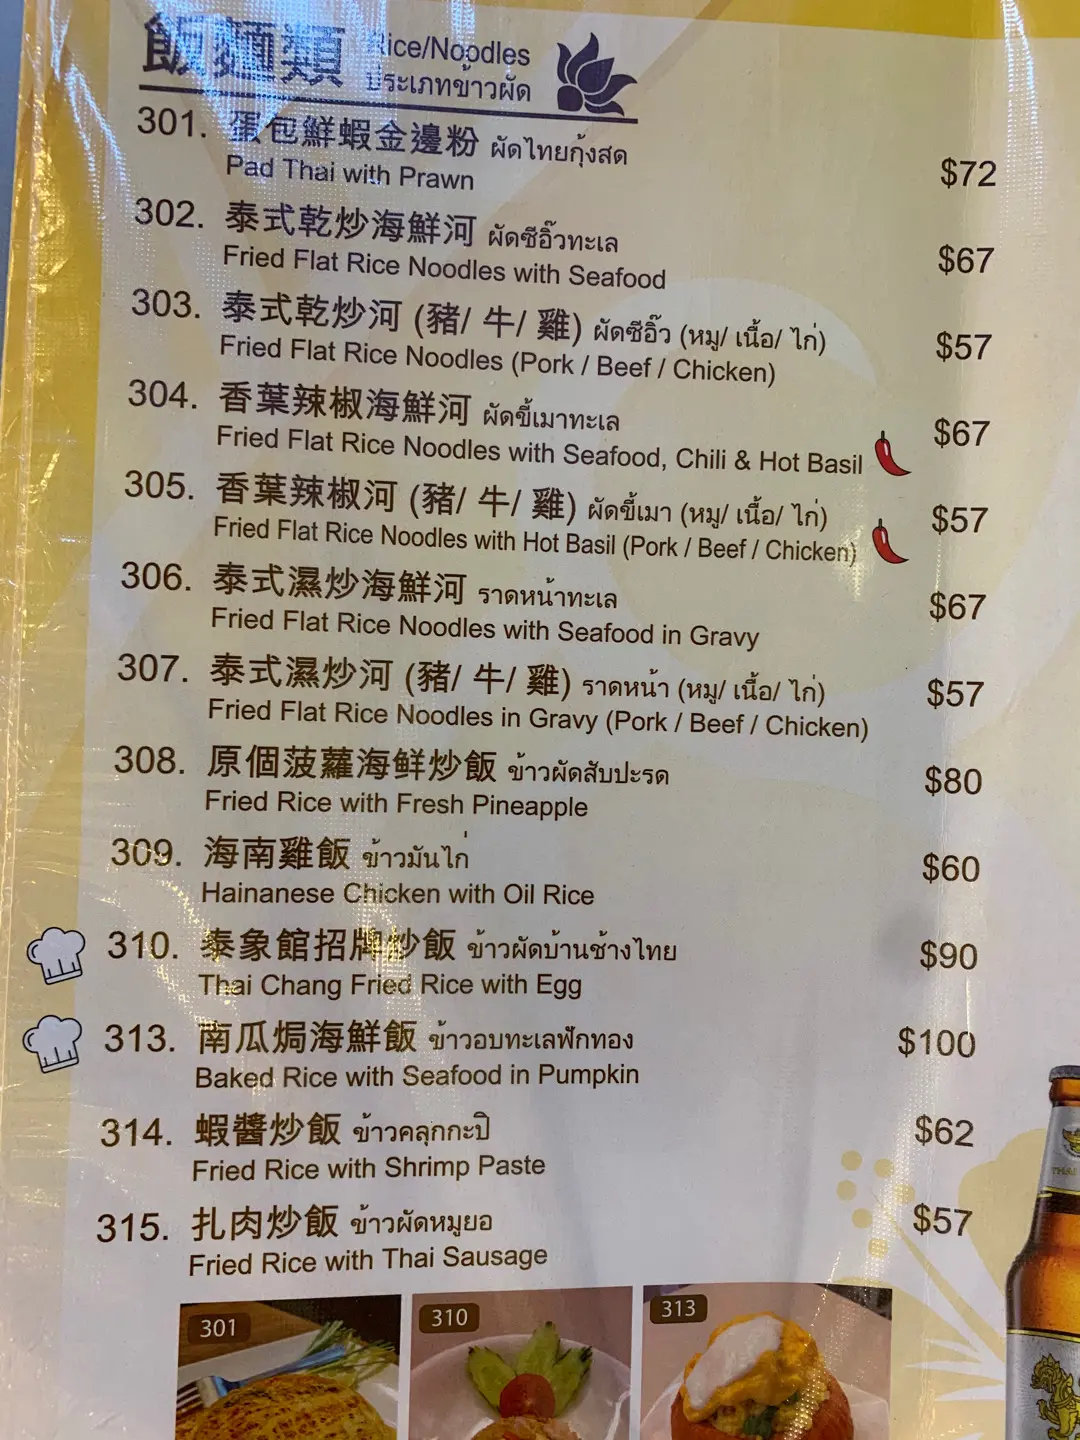 飯麵類 Rice/Noodles
ประเภทข้าวผัด
301. 蛋包鮮蝦金邊粉 ผัดไทยกุ้งสด
Pad Thai with Prawn $72
302. 泰式乾炒海鮮河 ผัดซีอิ๊วทะเล
Fried Flat Rice Noodles with Seafood $67
303. 泰式乾炒河 (豬/ 牛/ 雞) ผัดซีอิ๊ว (หมู/ เนื้อ/ ไก่)
Fried Flat Rice Noodles (Pork / Beef / Chicken) $57
304. 香葉辣椒海鮮河 ผัดขี้เมาทะเล
Fried Flat Rice Noodles with Seafood, Chili & Hot Basil $67
305. 香葉辣椒河 (豬/ 牛/ 雞) ผัดขี้เมา (หมู/ เนื้อ/ ไก่)
Fried Flat Rice Noodles with Hot Basil (Pork / Beef / Chicken) $57
306. 泰式濕炒海鮮河 ราดหน้าทะเล
Fried Flat Rice Noodles with Seafood in Gravy $67
307. 泰式濕炒河 (豬/ 牛/ 雞) ราดหน้า (หมู/ เนื้อ/ ไก่)
Fried Flat Rice Noodles in Gravy (Pork / Beef / Chicken) $57
308. 原個菠蘿海鮮炒飯 ข้าวผัดสับปะรด
Fried Rice with Fresh Pineapple $80
309. 海南雞飯 ข้าวมันไก่
Hainanese Chicken with Oil Rice $60
310. 泰象館招牌炒飯 ข้าวผัดบ้านช้างไทย
Thai Chang Fried Rice with Egg $90
313. 南瓜焗海鮮飯 ข้าวอบทะเลฟักทอง
Baked Rice with Seafood in Pumpkin $100
314. 蝦醬炒飯 ข้าวคลุกกะปิ
Fried Rice with Shrimp Paste $62
315. 扎肉炒飯 ข้าวผัดหมูยอ
Fried Rice with Thai Sausage $57
301
310
313